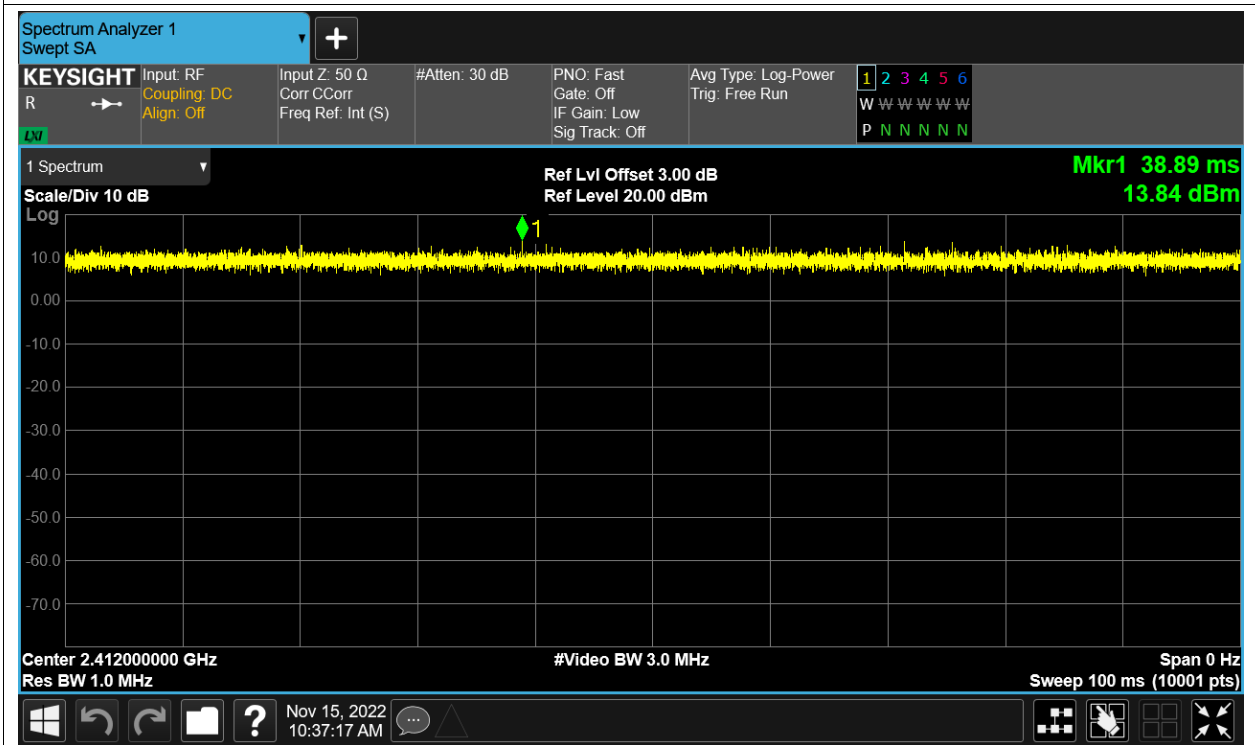 Spectrum Analyzer 1
Swept SA
+
KEYSIGHT
R
LXI
Input: RF
Coupling: DC
Align: Off
Input Z: 50 Ω
Corr CCorr
Freq Ref: Int (S)
#Atten: 30 dB
PNO: Fast
Gate: Off
IF Gain: Low
Sig Track: Off
Avg Type: Log-Power
Trig: Free Run
1 2 3 4 5 6
W W W W W W
P N N N N N
1 Spectrum
Scale/Div 10 dB
Log
Ref Lvl Offset 3.00 dB
Ref Level 20.00 dBm
Mkr1 38.89 ms
13.84 dBm
1
10.0
0.00
-10.0
-20.0
-30.0
-40.0
-50.0
-60.0
-70.0
Center 2.412000000 GHz
Res BW 1.0 MHz
#Video BW 3.0 MHz
Span 0 Hz
Sweep 100 ms (10001 pts)
?
Nov 15, 2022
10:37:17 AM